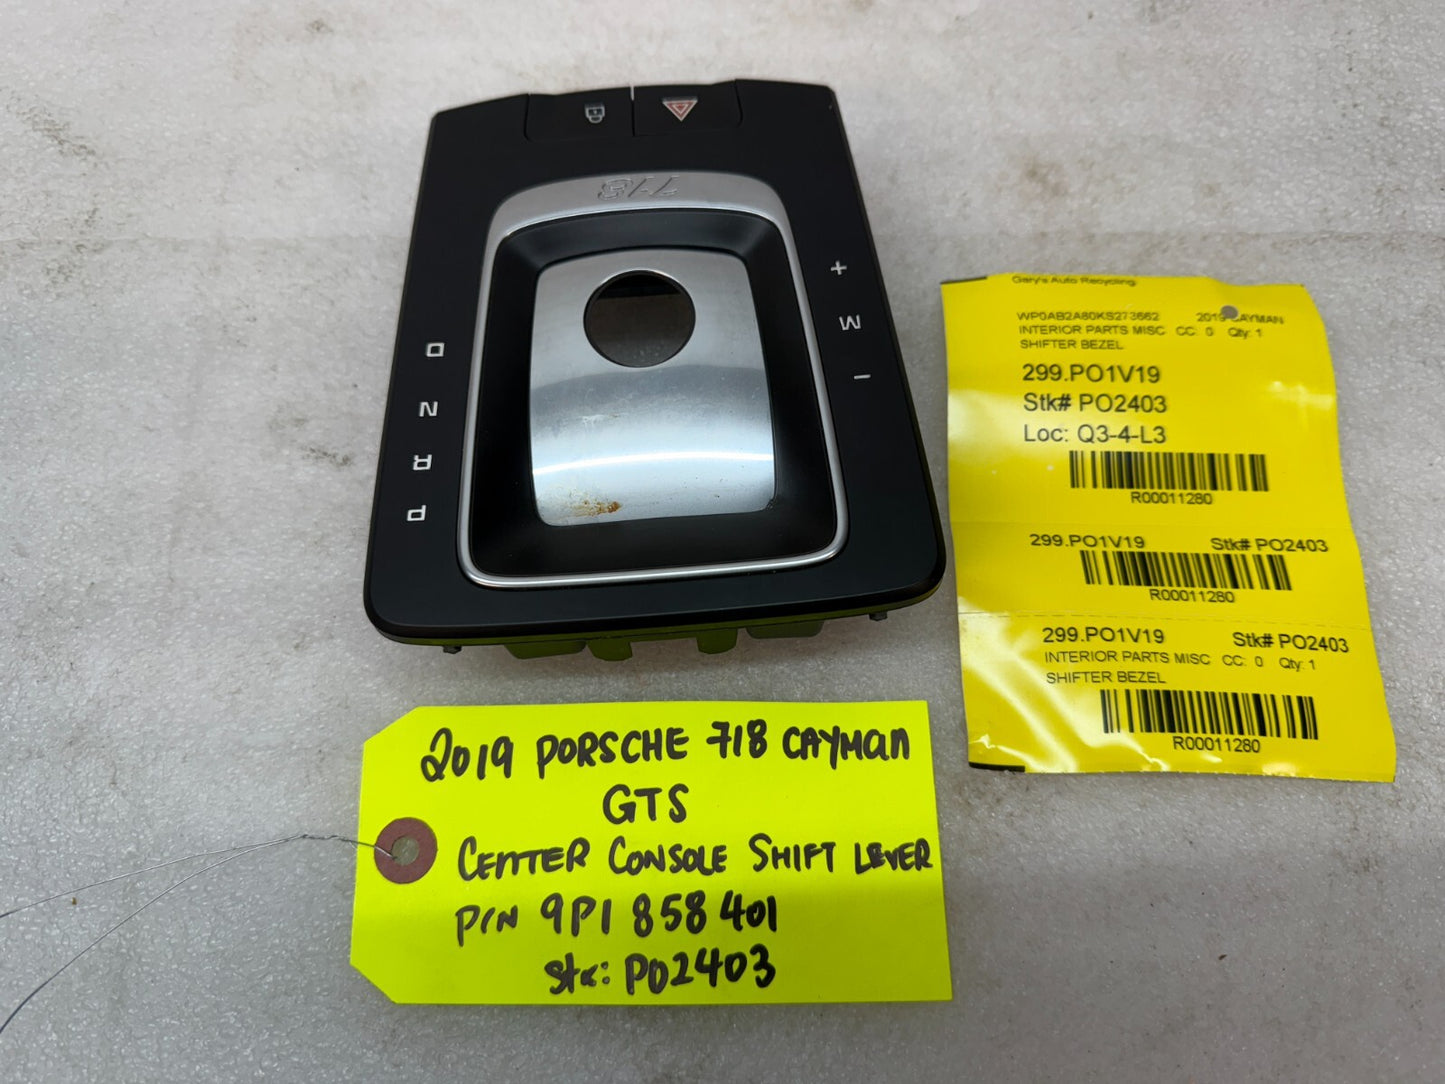 718
+
M
−
D
N
R
P
Gary's Auto Recycling
WP0AB2A80KS273662 2019 CAYMAN
INTERIOR PARTS MISC CC: 0 Qty: 1
SHIFTER BEZEL
299.PO1V19
Stk# PO2403
Loc: Q3-4-L3
R00011280
299.PO1V19 Stk# PO2403
R00011280
299.PO1V19 Stk# PO2403
INTERIOR PARTS MISC CC: 0 Qty: 1
SHIFTER BEZEL
R00011280
2019 PORSCHE 718 CAYMAN
GTS
CENTER CONSOLE SHIFT LEVER
P/N 9P1 858 401
Stk: PO2403